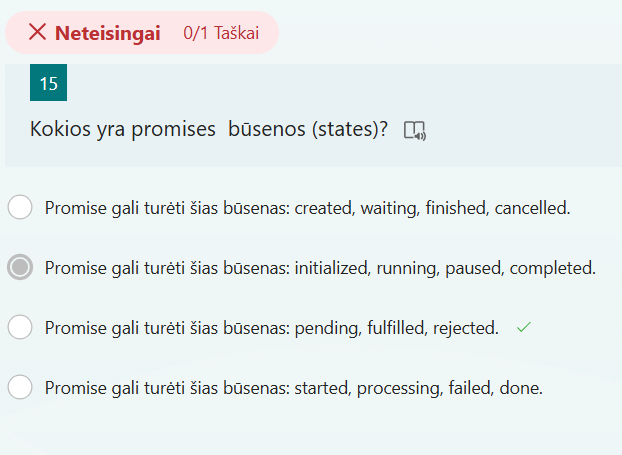 Neteisingai 0/1 Taškai
15
Kokios yra promises būsenos (states)?
Promise gali turėti šias būsenas: created, waiting, finished, cancelled.
Promise gali turėti šias būsenas: initialized, running, paused, completed.
Promise gali turėti šias būsenas: pending, fulfilled, rejected.
Promise gali turėti šias būsenas: started, processing, failed, done.